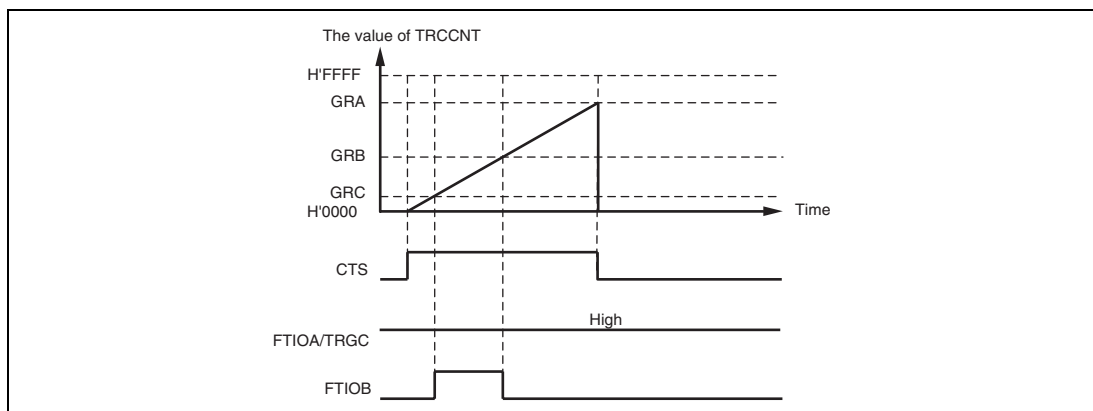 The value of TRCCNT
H'FFFF
GRA
GRB
GRC
H'0000
Time
CTS
High
FTIOA/TRGC
FTIOB